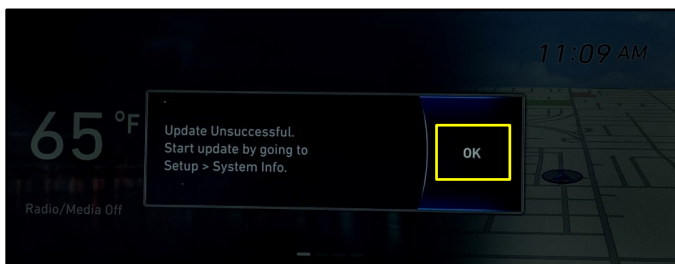 11:09 AM
65 °F
Update Unsuccessful.
Start update by going to
Setup > System Info.
OK
Radio/Media Off